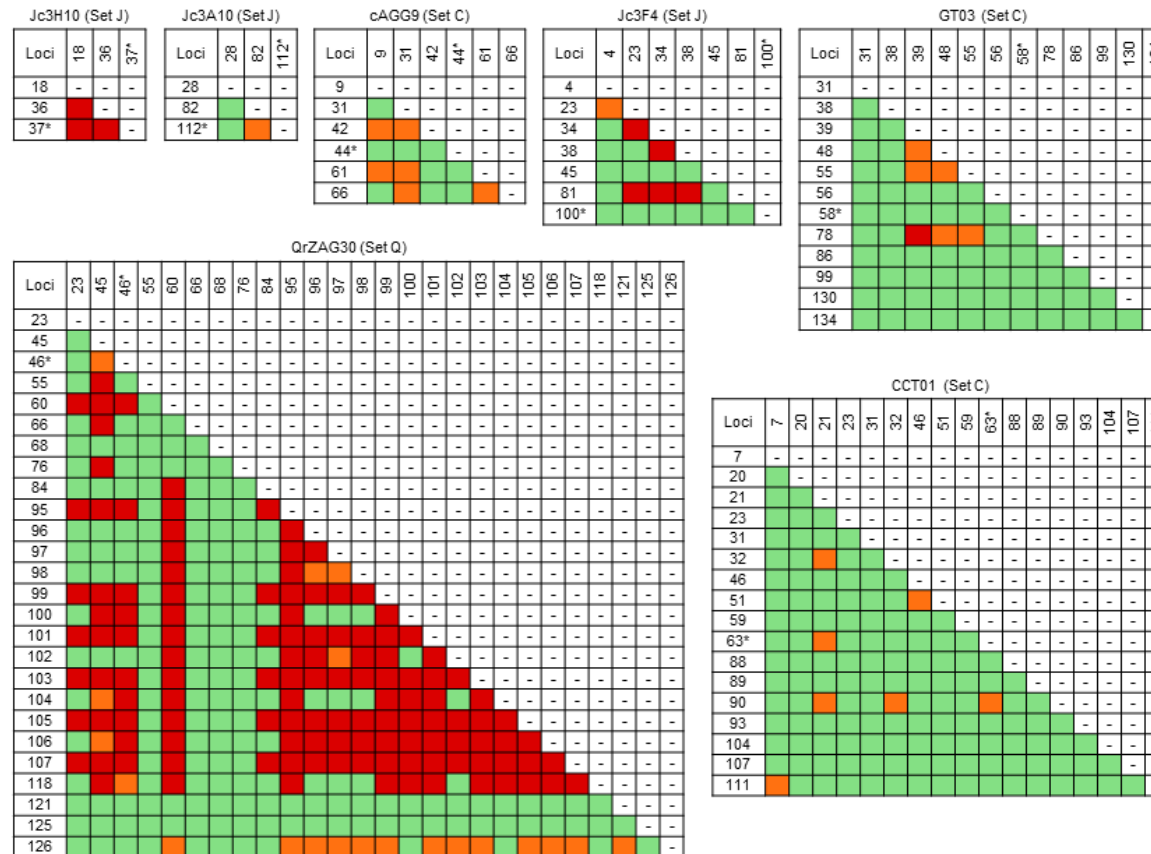 Jc3H10 (Set J)
Loci 18 36 37*
18 - - -
36 - -
37* -
Jc3A10 (Set J)
Loci 28 82 112*
28 - - -
82 - -
112* -
cAGG9 (Set C)
Loci 9 31 42 44* 61 66
9 - - - - - -
31 - - - - -
42 - - - -
44* - - -
61 - -
66 -
Jc3F4 (Set J)
Loci 4 23 34 38 45 81 100*
4 - - - - - - -
23 - - - - - -
34 - - - - -
38 - - - -
45 - - -
81 - -
100* -
GT03 (Set C)
Loci 31 38 39 48 55 56 58* 78 86 99 130
31 - - - - - - - - - - -
38 - - - - - - - - - -
39 - - - - - - - - -
48 - - - - - - - -
55 - - - - - - -
56 - - - - - -
58* - - - - -
78 - - - -
86 - - -
99 - -
130 -
134
QrZAG30 (Set Q)
Loci 23 45 46* 55 60 66 68 76 84 95 96 97 98 99 100 101 102 103 104 105 106 107 118 121 125 126
23 - - - - - - - - - - - - - - - - - - - - - - - - - -
45 - - - - - - - - - - - - - - - - - - - - - - - - -
46* - - - - - - - - - - - - - - - - - - - - - - - -
55 - - - - - - - - - - - - - - - - - - - - - - -
60 - - - - - - - - - - - - - - - - - - - - - -
66 - - - - - - - - - - - - - - - - - - - - -
68 - - - - - - - - - - - - - - - - - - - -
76 - - - - - - - - - - - - - - - - - - -
84 - - - - - - - - - - - - - - - - - -
95 - - - - - - - - - - - - - - - - -
96 - - - - - - - - - - - - - - - -
97 - - - - - - - - - - - - - - -
98 - - - - - - - - - - - - - -
99 - - - - - - - - - - - - -
100 - - - - - - - - - - - -
101 - - - - - - - - - - -
102 - - - - - - - - - -
103 - - - - - - - - -
104 - - - - - - - -
105 - - - - - - -
106 - - - - - -
107 - - - - -
118 - - - -
121 - - -
125 - -
126 -
CCT01 (Set C)
Loci 7 20 21 23 31 32 46 51 59 63* 88 89 90 93 104 107
7 - - - - - - - - - - - - - - - -
20 - - - - - - - - - - - - - - -
21 - - - - - - - - - - - - - -
23 - - - - - - - - - - - - -
31 - - - - - - - - - - - -
32 - - - - - - - - - - -
46 - - - - - - - - - -
51 - - - - - - - - -
59 - - - - - - - -
63* - - - - - - -
88 - - - - - -
89 - - - - -
90 - - - -
93 - - -
104 - -
107 -
111